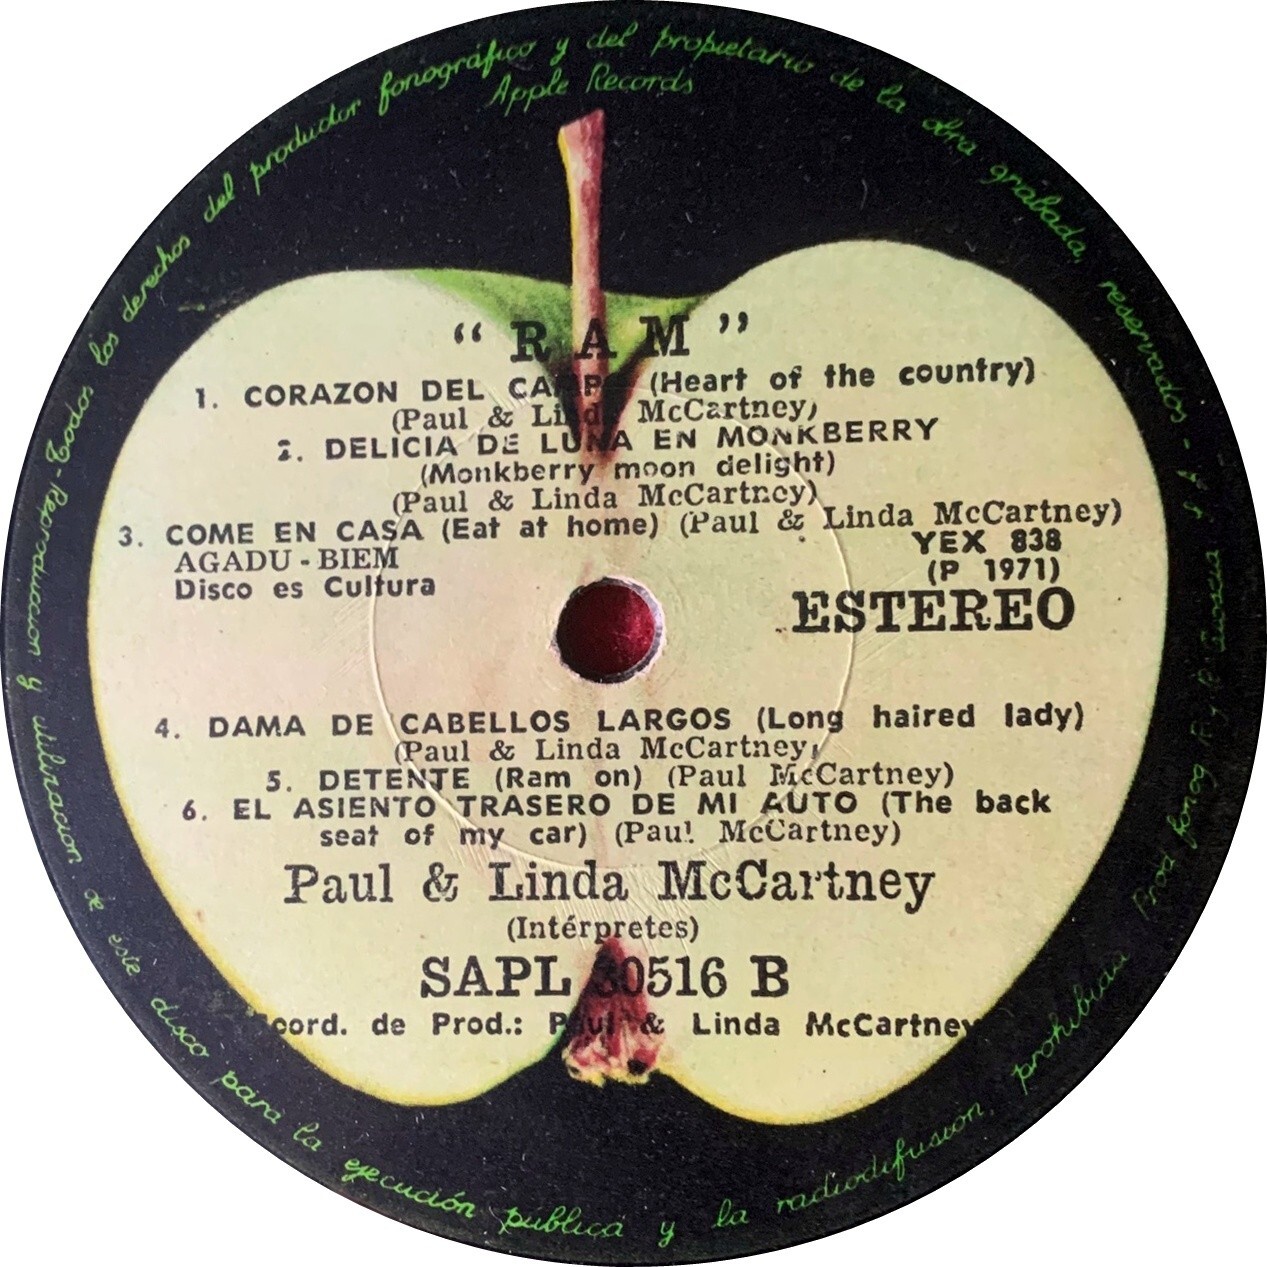 Todos los derechos del productor fonográfico y del propietario de la obra grabada, reservados -
Apple Records
“RAM”
1. CORAZON DEL CAMPO (Heart of the country)
(Paul & Linda McCartney)
2. DELICIA DE LUNA EN MONKBERRY
(Monkberry moon delight)
(Paul & Linda McCartney)
3. COME EN CASA (Eat at home) (Paul & Linda McCartney)
AGADU - BIEM
YEX 838
Disco es Cultura
(P 1971)
ESTEREO
4. DAMA DE CABELLOS LARGOS (Long haired lady)
(Paul & Linda McCartney)
5. DETENTE (Ram on) (Paul McCartney)
6. EL ASIENTO TRASERO DE MI AUTO (The back
seat of my car) (Paul McCartney)
Paul & Linda McCartney
(Intérpretes)
SAPL 30516 B
Coord. de Prod.: Paul & Linda McCartney
Reproduccion y utilizacion de este disco para la ejecución pública y la radiodifusión, prohibida
Prod fonog